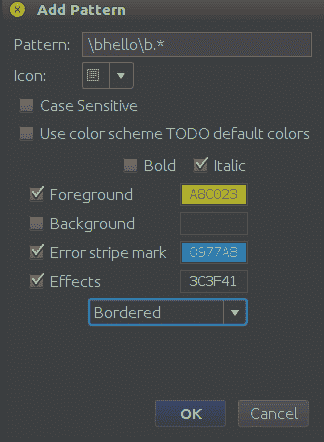 Add Pattern
Pattern: \bhello\b.*
Icon:
Case Sensitive
Use color scheme TODO default colors
Bold Italic
Foreground A8C023
Background
Error stripe mark G977AB
Effects 3C3F41
Bordered
OK Cancel